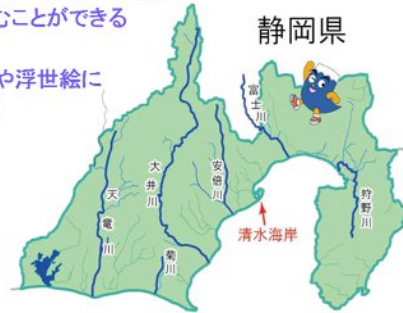 むことができる
や浮世絵に
静岡県
富士川
安倍川
大井川
天竜川
菊川
狩野川
清水海岸